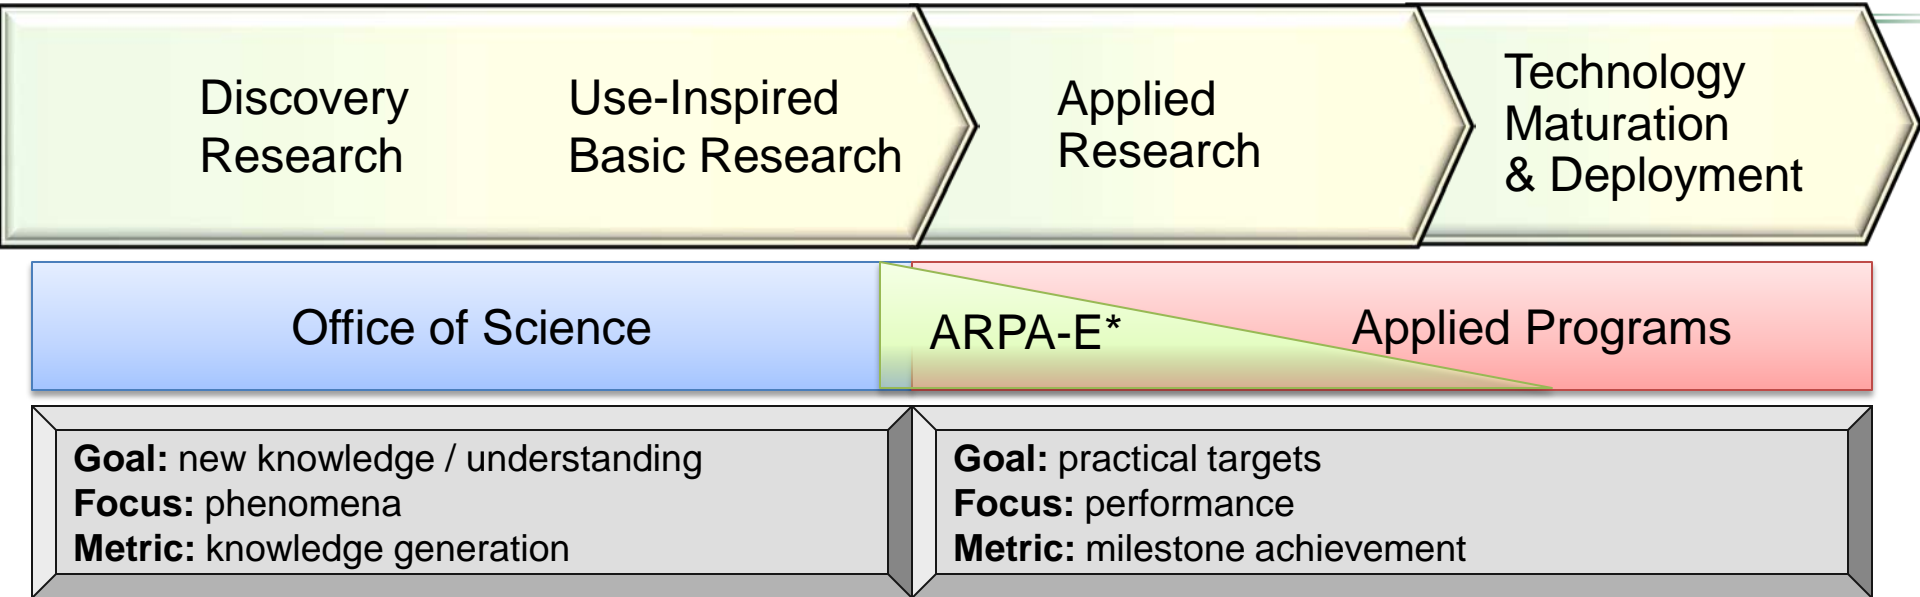 Discovery
Research
Use-Inspired
Basic Research
Applied
Research
Technology
Maturation
& Deployment
Office of Science
ARPA-E*
Applied Programs
Goal: new knowledge / understanding
Focus: phenomena
Metric: knowledge generation
Goal: practical targets
Focus: performance
Metric: milestone achievement